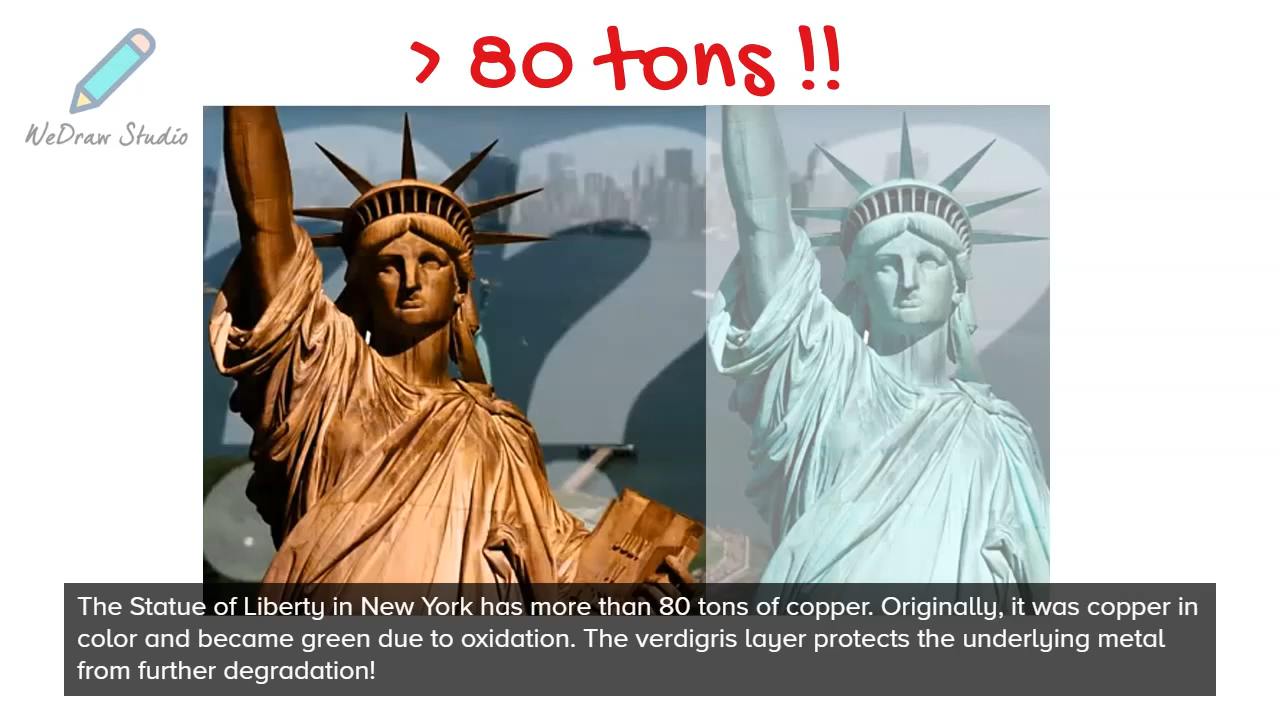 > 80 tons !!
WeDraw Studio
??
The Statue of Liberty in New York has more than 80 tons of copper. Originally, it was copper in
color and became green due to oxidation. The verdigris layer protects the underlying metal
from further degradation!